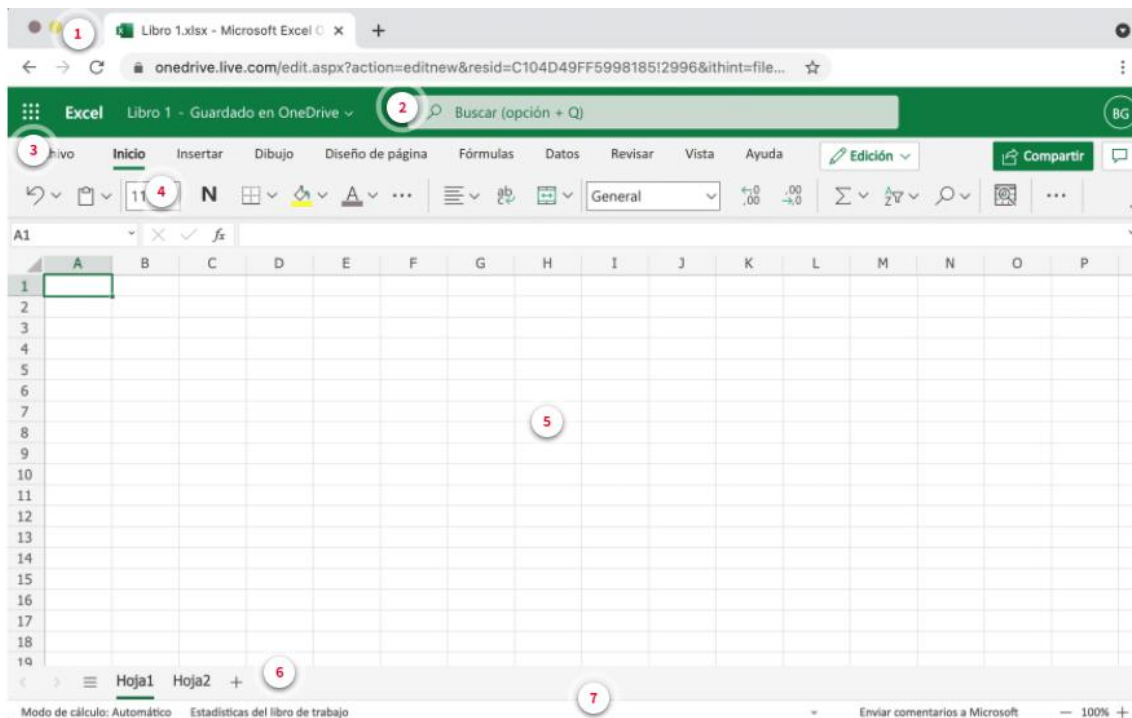 1 Libro 1.xlsx - Microsoft Excel
onedrive.live.com/edit.aspx?action=editnew&resid=C104D49FF5998185!2996&ithint=file...
Excel Libro 1 - Guardado en OneDrive 2 Buscar (opción + Q) BG
3 hivo Inicio Insertar Dibujo Diseño de página Fórmulas Datos Revisar Vista Ayuda Edición Compartir
11 4 N A ... ab General ,00 ,00 ...
A1 fx
A B C D E F G H I J K L M N O P
1
2
3
4
5
6
7
5
8
9
10
11
12
13
14
15
16
17
18
19
Hoja1 Hoja2 + 6
7
Modo de cálculo: Automático Estadísticas del libro de trabajo Enviar comentarios a Microsoft — 100% +